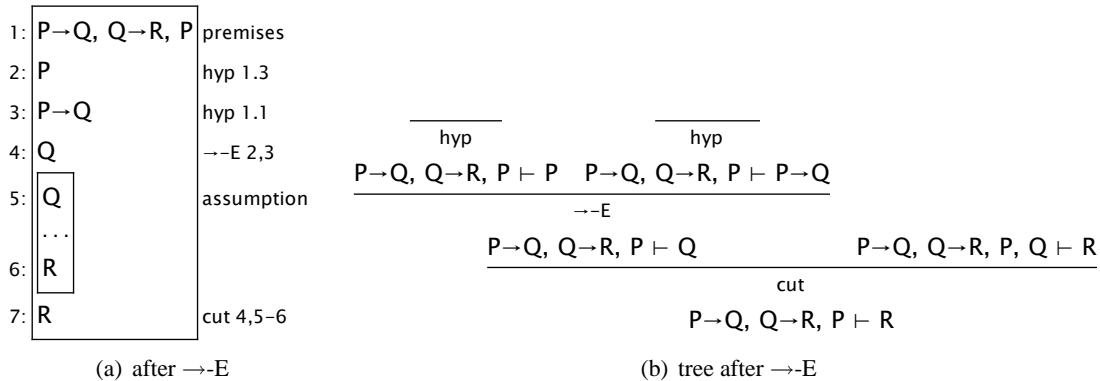 1: P→Q, Q→R, P premises
2: P hyp 1.3
3: P→Q hyp 1.1
4: Q →-E 2,3
5: Q assumption
...
6: R
7: R cut 4,5-6
(a) after →-E
hyp hyp
P→Q, Q→R, P ⊢ P P→Q, Q→R, P ⊢ P→Q
→-E
P→Q, Q→R, P ⊢ Q P→Q, Q→R, P, Q ⊢ R
cut
P→Q, Q→R, P ⊢ R
(b) tree after →-E